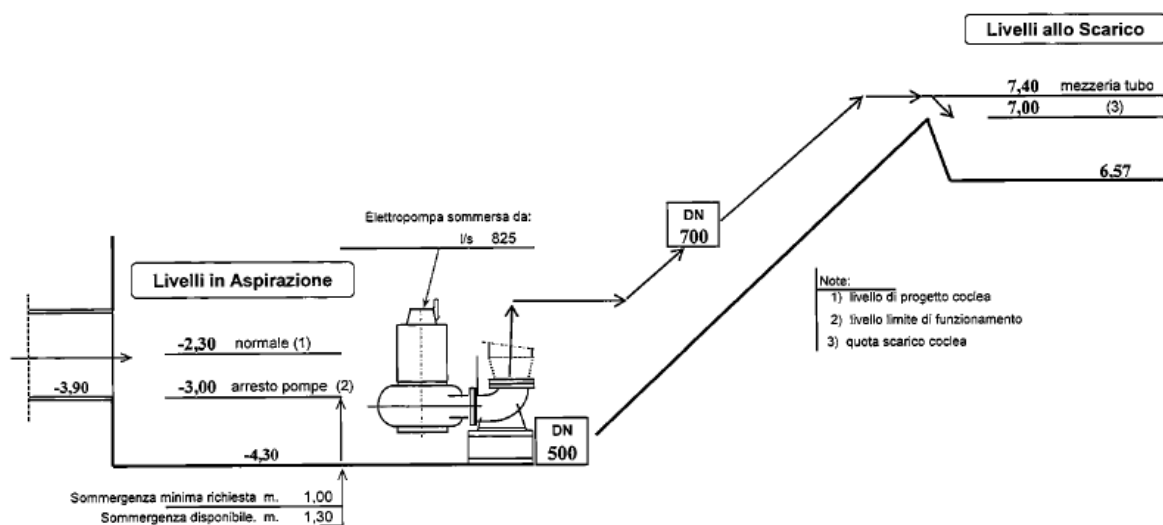 Livelli allo Scarico
7,40 mezzeria tubo
7,00 (3)
6,57
DN
700
Elettropompa sommersa da:
l/s 825
Livelli in Aspirazione
Note:
1) livello di progetto coclea
2) livello limite di funzionamento
3) quota scarico coclea
-2,30 normale (1)
-3,90
-3,00 arresto pompe (2)
DN
500
-4,30
Sommergenza minima richiesta m. 1,00
Sommergenza disponibile. m. 1,30